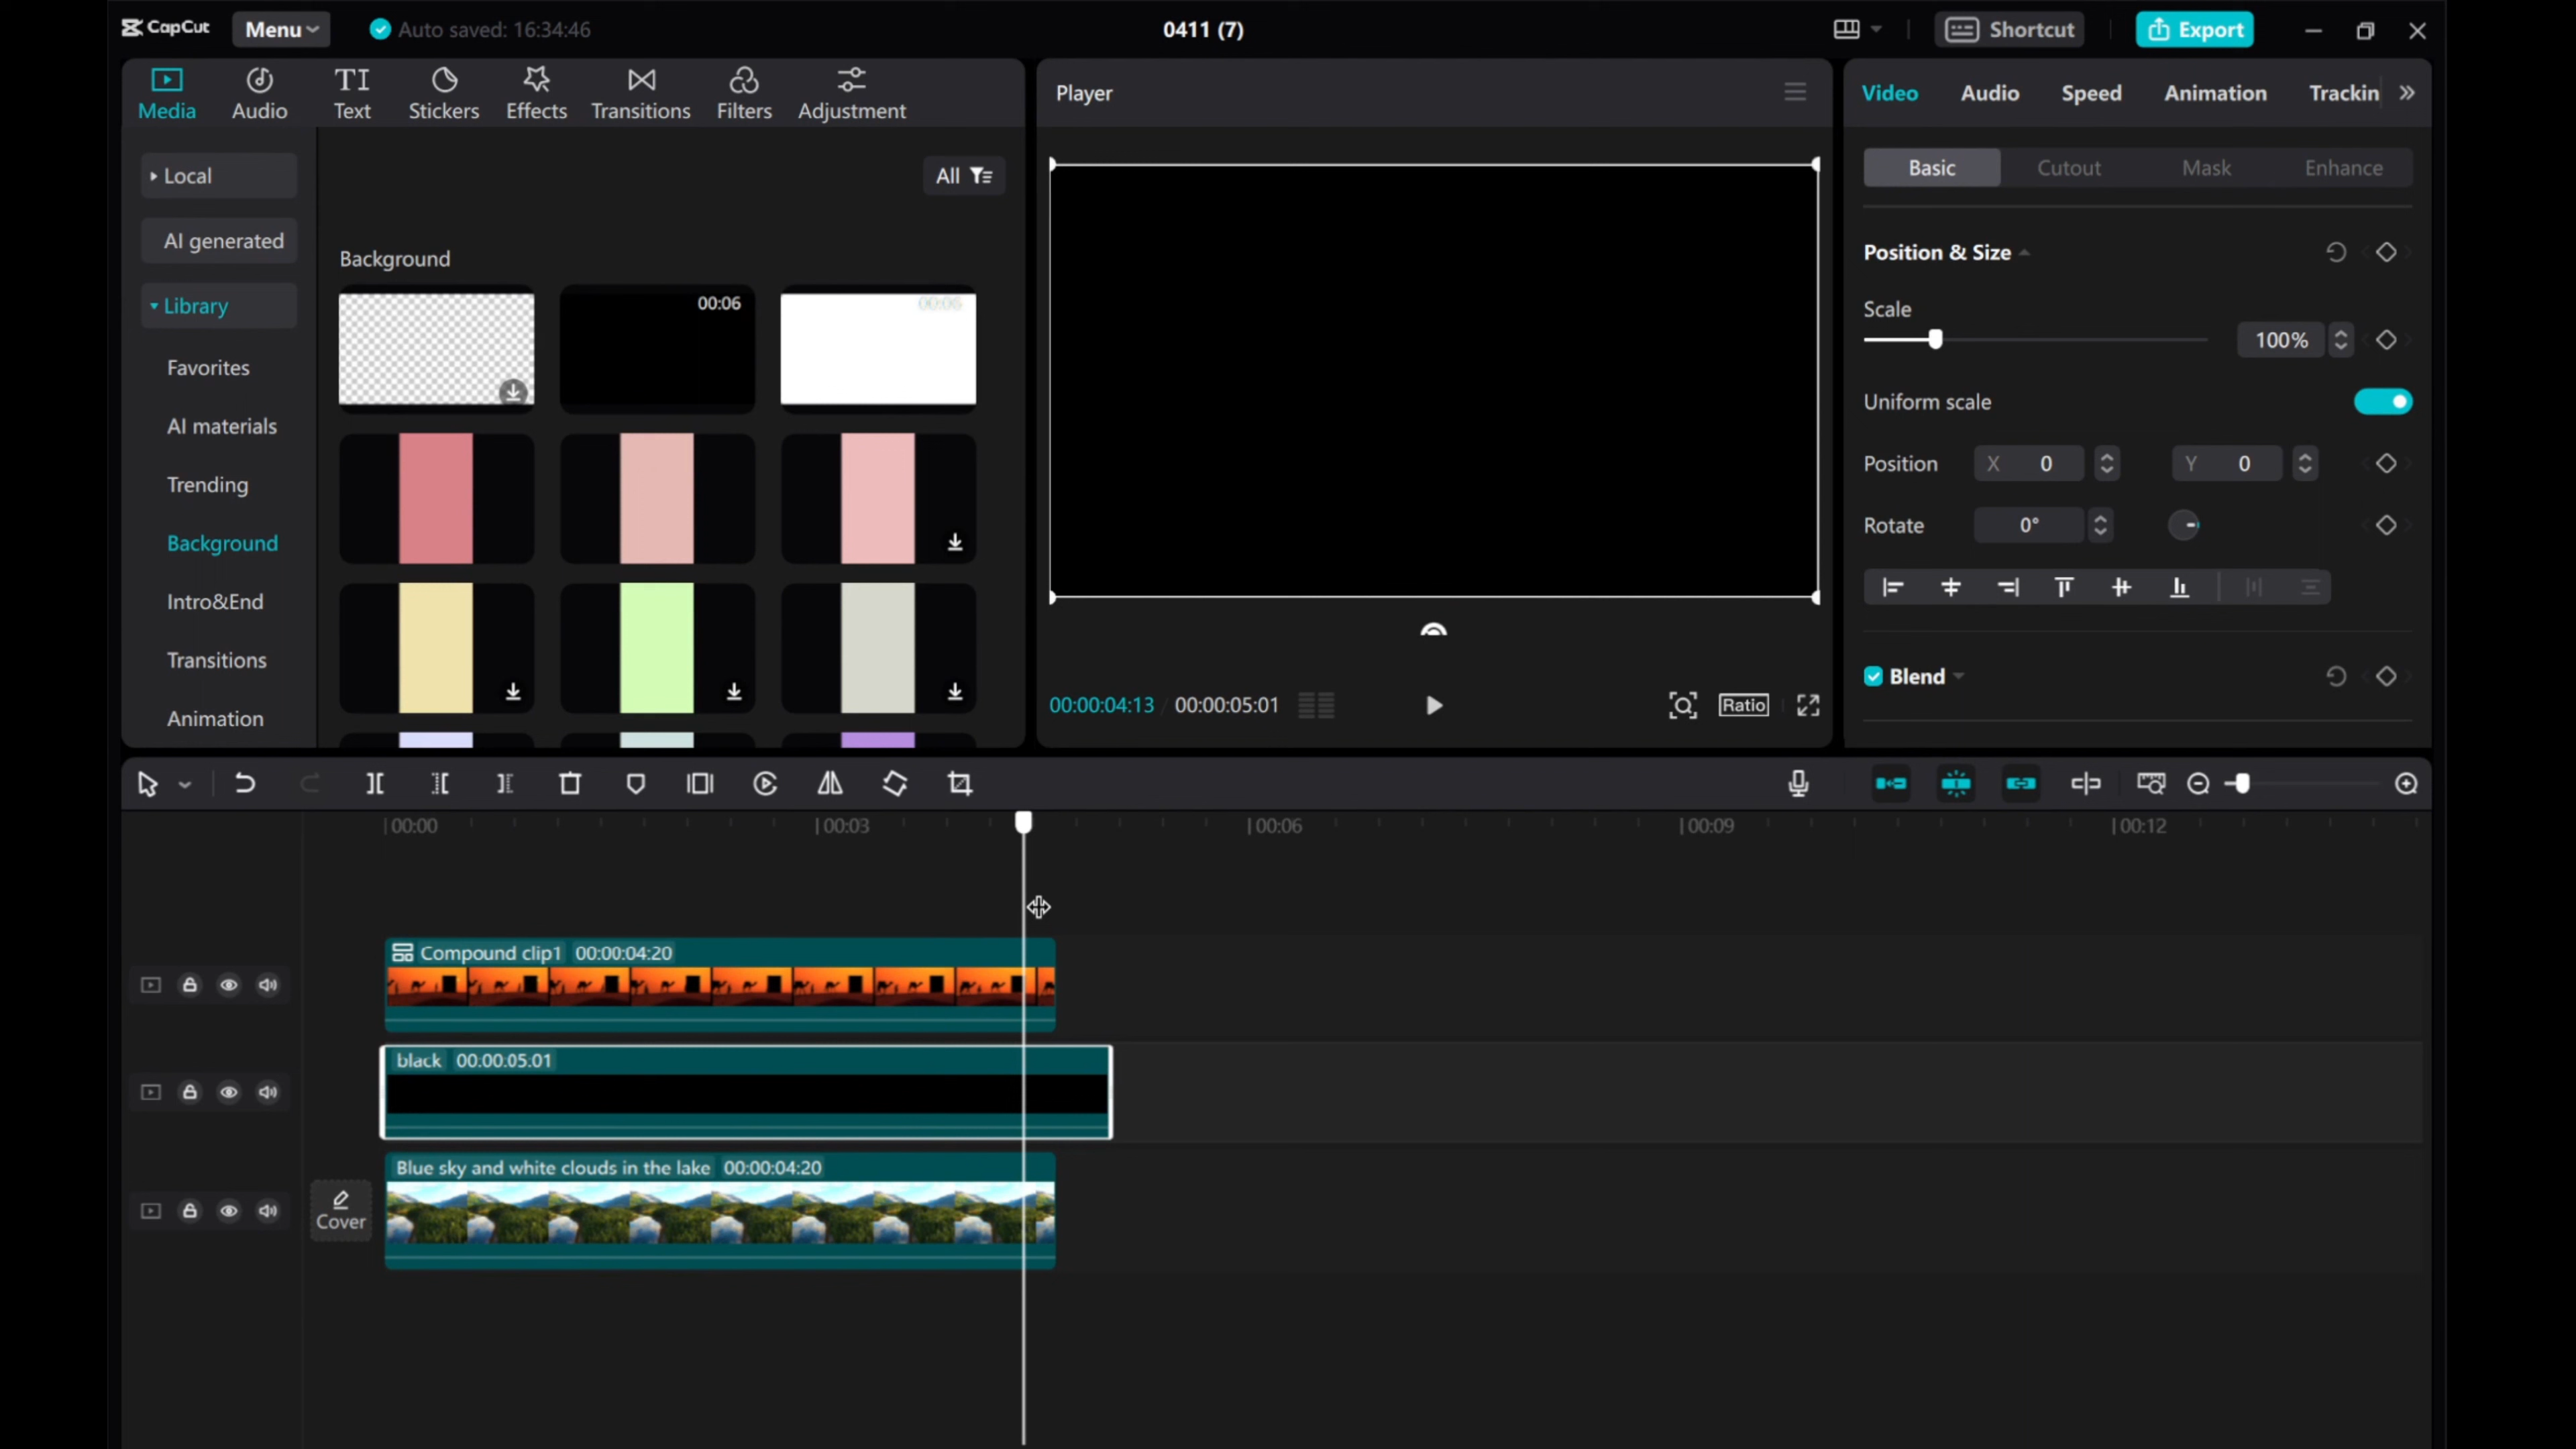 CapCut Menu Auto saved: 16:34:46 0411 (7) Shortcut Export
Media Audio Text Stickers Effects Transitions Filters Adjustment
Local
AI generated
Library
Favorites
AI materials
Trending
Background
Intro&End
Transitions
Animation
All
Background
00:06 00:06
Player
00:00:04:13 / 00:00:05:01 Ratio
Video Audio Speed Animation Trackin
Basic Cutout Mask Enhance
Position & Size
Scale
100%
Uniform scale
Position X 0 Y 0
Rotate 0°
Blend
00:00 00:03 00:06 00:09 00:12
Compound clip1 00:00:04:20
black 00:00:05:01
Blue sky and white clouds in the lake 00:00:04:20
Cover